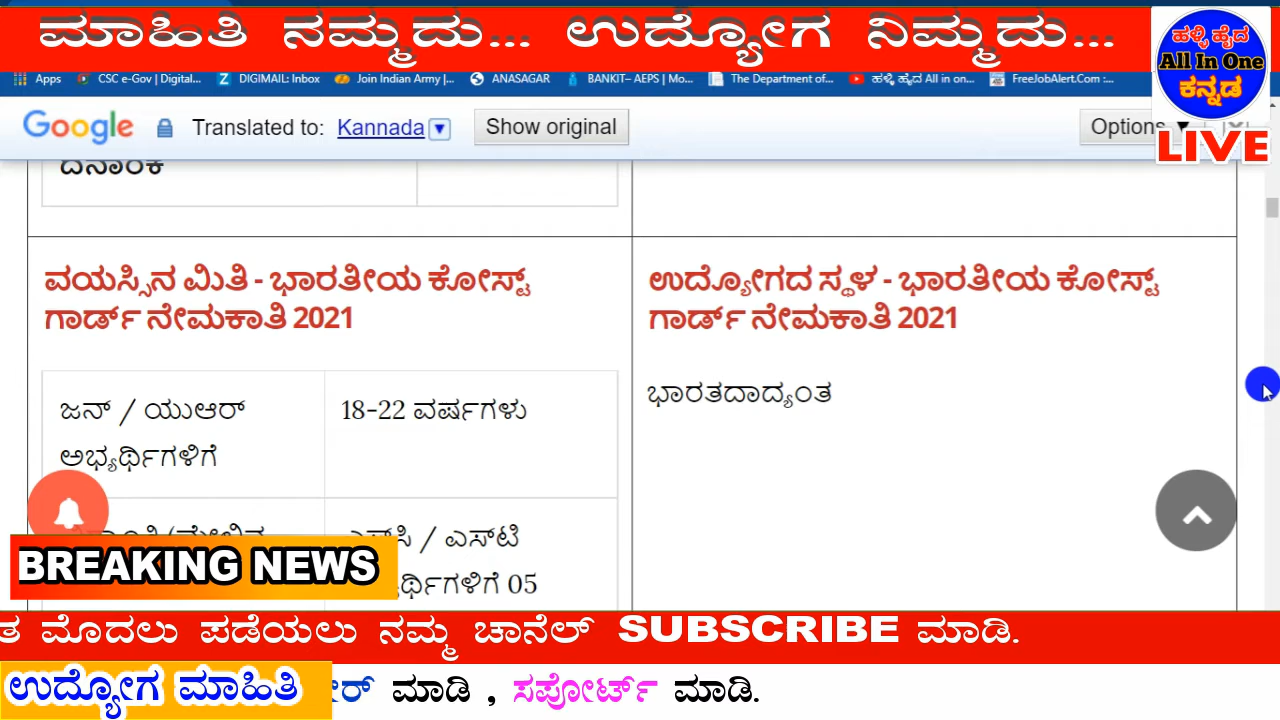 ಮಾಹಿತಿ ನಮ್ಮದು... ಉದ್ಯೋಗ ನಿಮ್ಮದು...
ಹಳ್ಳಿ ಹೈದ
All In One
ಕನ್ನಡ
LIVE
Apps CSC e-Gov | Digital... DIGIMAIL: Inbox Join Indian Army |... ANASAGAR BANKIT– AEPS | Mo... The Department of... ಹಳ್ಳಿ ಹೈದ All in on... FreeJobAlert.Com :...
Google Translated to: Kannada Show original Options
ದಿನಾಂಕ
ವಯಸ್ಸಿನ ಮಿತಿ - ಭಾರತೀಯ ಕೋಸ್ಟ್
ಗಾರ್ಡ್ ನೇಮಕಾತಿ 2021
ಉದ್ಯೋಗದ ಸ್ಥಳ - ಭಾರತೀಯ ಕೋಸ್ಟ್
ಗಾರ್ಡ್ ನೇಮಕಾತಿ 2021
ಜನ್ / ಯುಆರ್
ಅಭ್ಯರ್ಥಿಗಳಿಗೆ
18-22 ವರ್ಷಗಳು
ಭಾರತದಾದ್ಯಂತ
/ ಎಸ್‌ಟಿ
05
BREAKING NEWS
ತ ಮೊದಲು ಪಡೆಯಲು ನಮ್ಮ ಚಾನೆಲ್ SUBSCRIBE ಮಾಡಿ.
ಉದ್ಯೋಗ ಮಾಹಿತಿ
ಮಾಡಿ , ಸಪೋರ್ಟ್ ಮಾಡಿ.